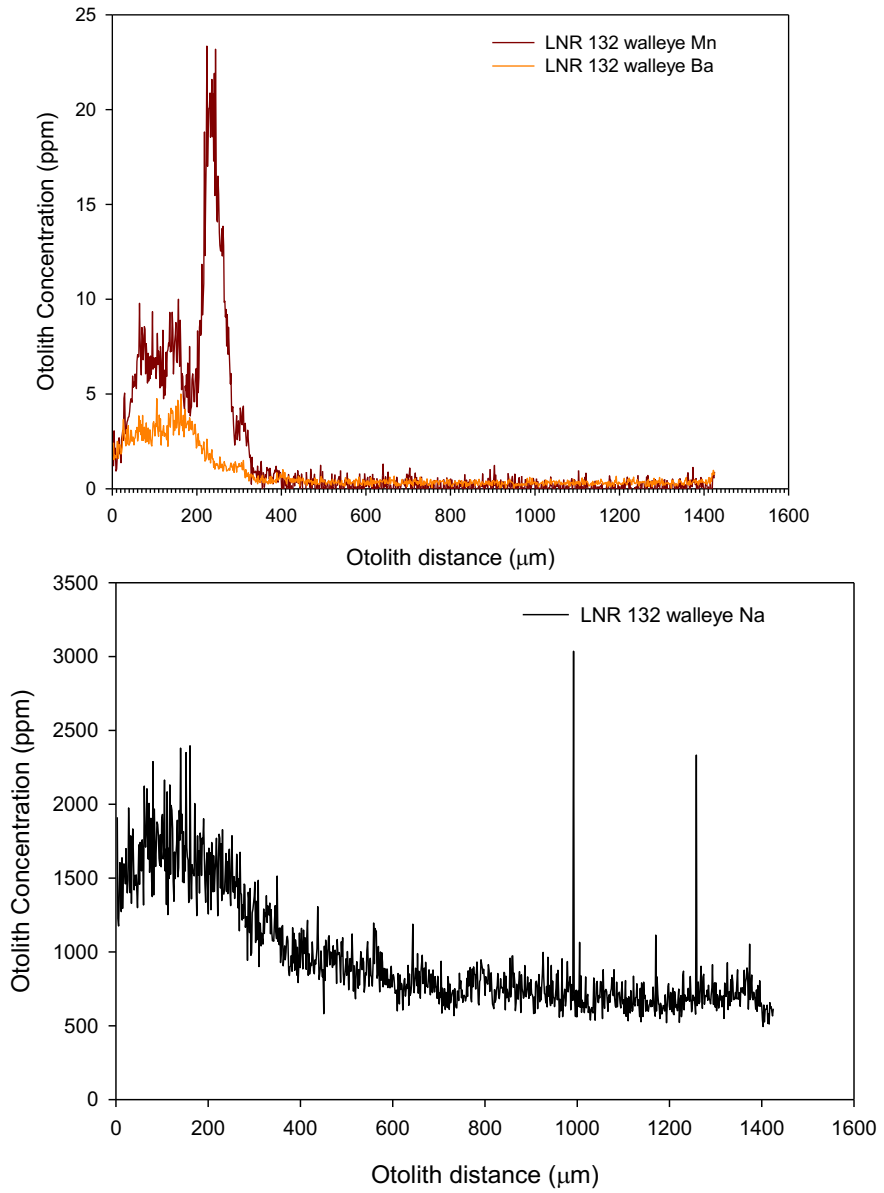 25
20
15
10
5
0
Otolith Concentration (ppm)
LNR 132 walleye Mn
LNR 132 walleye Ba
0 200 400 600 800 1000 1200 1400 1600
Otolith distance (μm)
3500
3000
2500
2000
1500
1000
500
0
Otolith Concentration (ppm)
LNR 132 walleye Na
0 200 400 600 800 1000 1200 1400 1600
Otolith distance (μm)